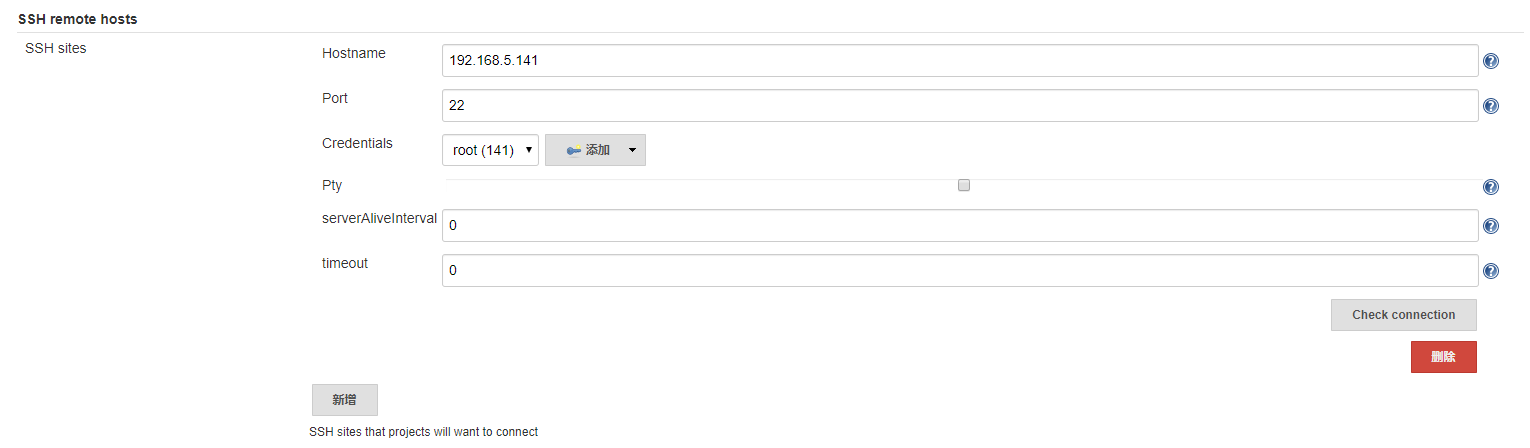 SSH remote hosts
SSH sites
Hostname
192.168.5.141
Port
22
Credentials
root (141)
添加
Pty
serverAliveInterval
0
timeout
0
Check connection
删除
新增
SSH sites that projects will want to connect